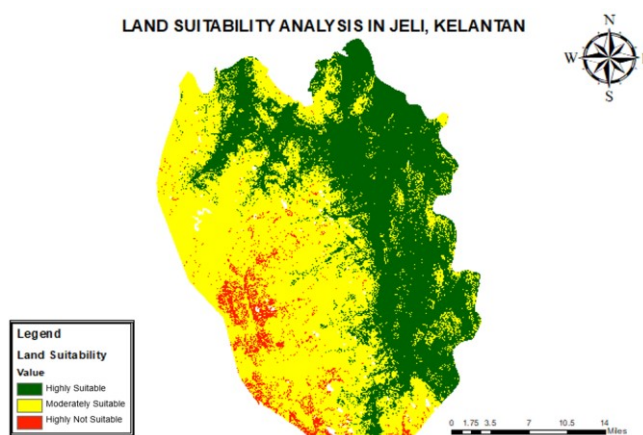 LAND SUITABILITY ANALYSIS IN JELI, KELANTAN
N
W
S
Legend
Land Suitability
Value
Highly Suitable
Moderately Suitable
Highly Not Suitable
0 1.75 3.5 7 10.5 14
Miles